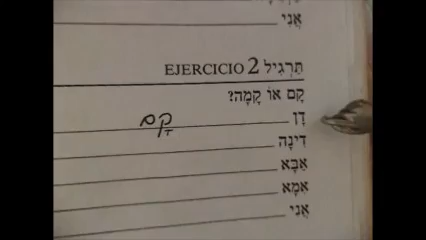 אֲנִי
תַּרְגִיל 2 EJERCICIO
קָם אוֹ קָמָה?
דָן קָם
דִינָה
אַבָּא
אִמָא
אֲנִי